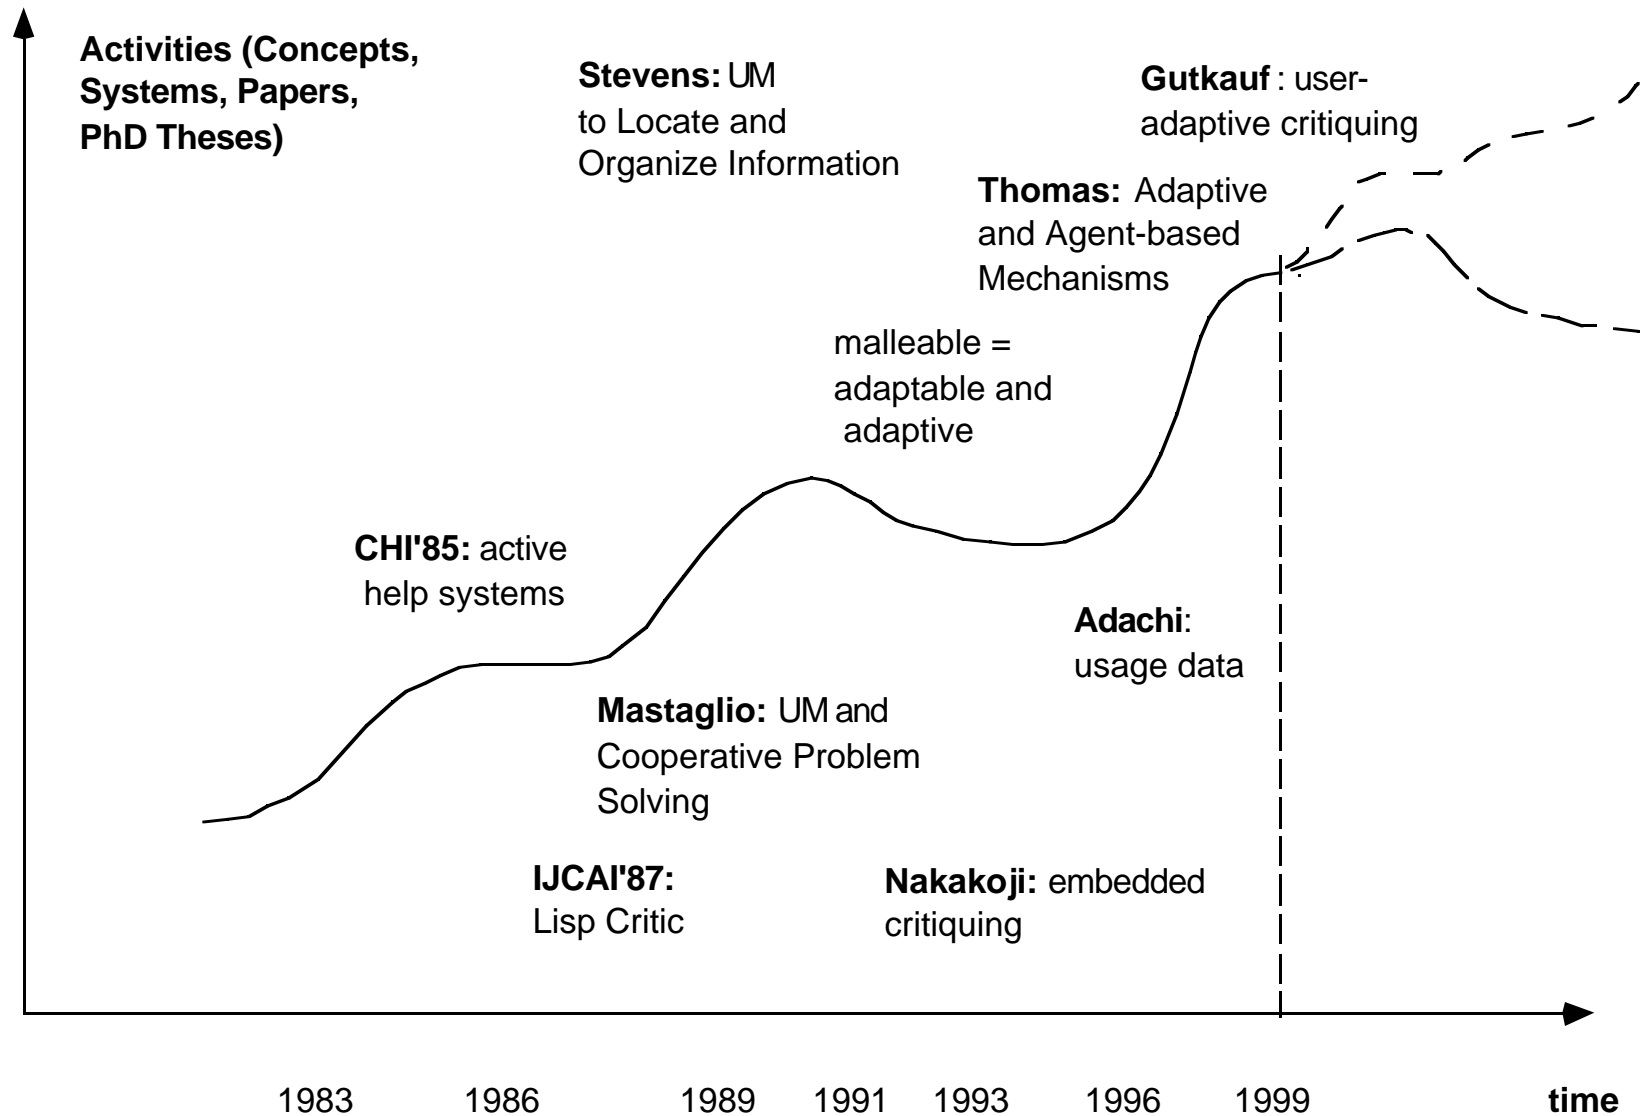 Activities (Concepts,
Systems, Papers,
PhD Theses)
Stevens: UM
to Locate and
Organize Information
Gutkauf : user-
adaptive critiquing
Thomas: Adaptive
and Agent-based
Mechanisms
malleable =
adaptable and
adaptive
CHI'85: active
help systems
Adachi:
usage data
Mastaglio: UM and
Cooperative Problem
Solving
IJCAI'87:
Lisp Critic
Nakakoji: embedded
critiquing
1983 1986 1989 1991 1993 1996 1999 time